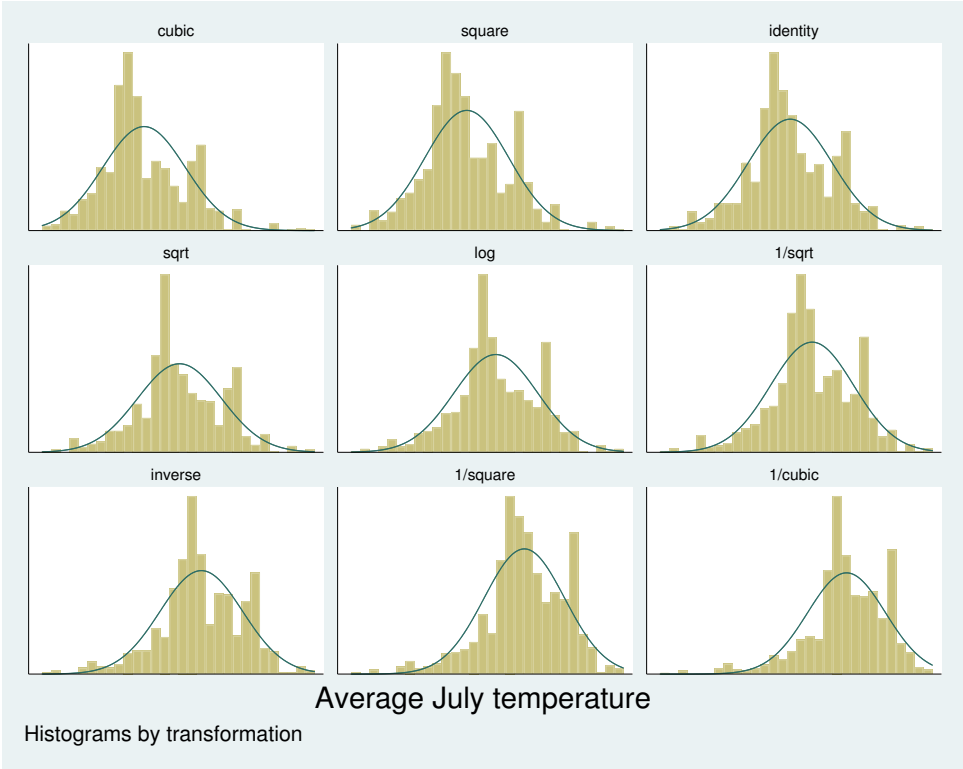 cubic
square
identity
sqrt
log
1/sqrt
inverse
1/square
1/cubic
Average July temperature
Histograms by transformation